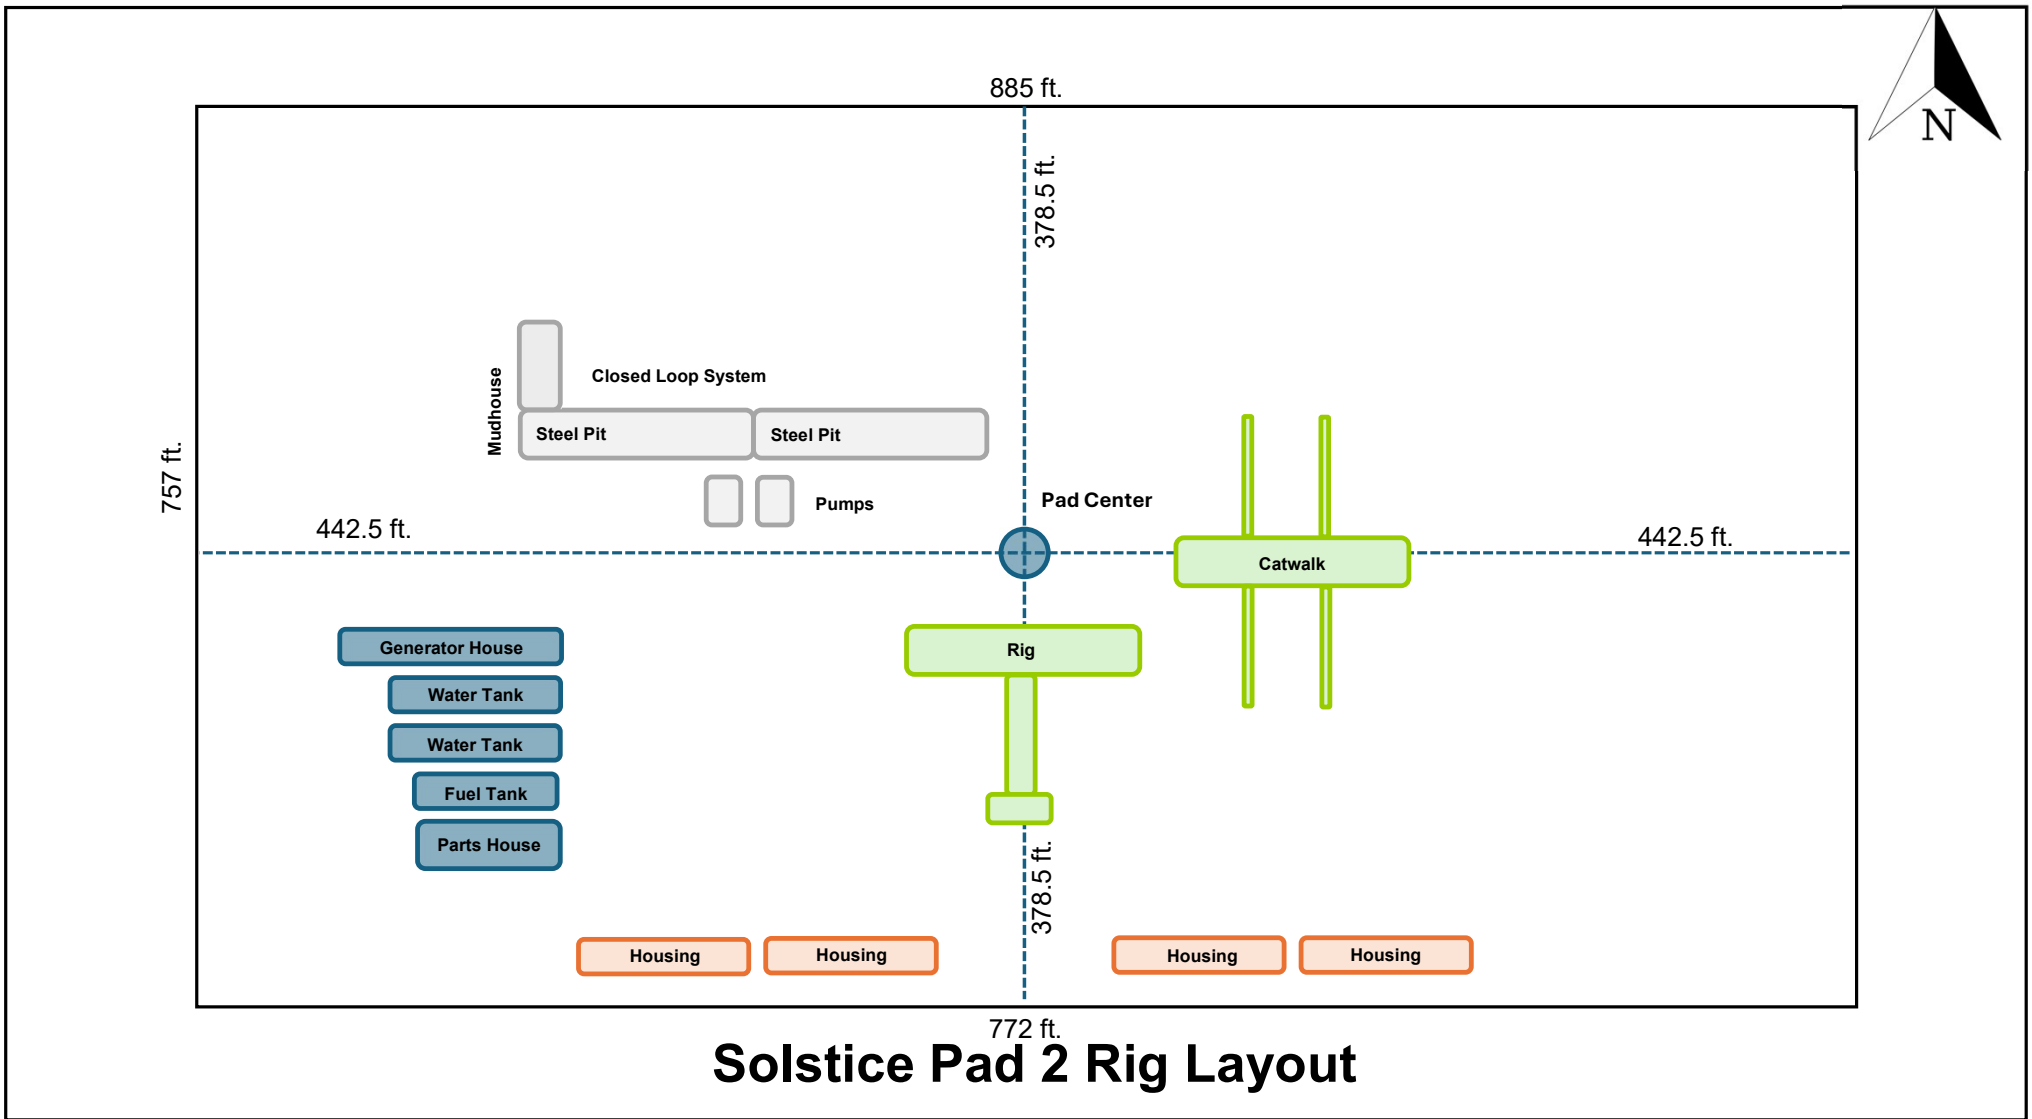 885 ft.
N
378.5 ft.
Mudhouse
Closed Loop System
Steel Pit
Steel Pit
757 ft.
Pumps
Pad Center
442.5 ft.
442.5 ft.
Catwalk
Generator House
Rig
Water Tank
Water Tank
Fuel Tank
Parts House
378.5 ft.
Housing
Housing
Housing
Housing
772 ft.
Solstice Pad 2 Rig Layout